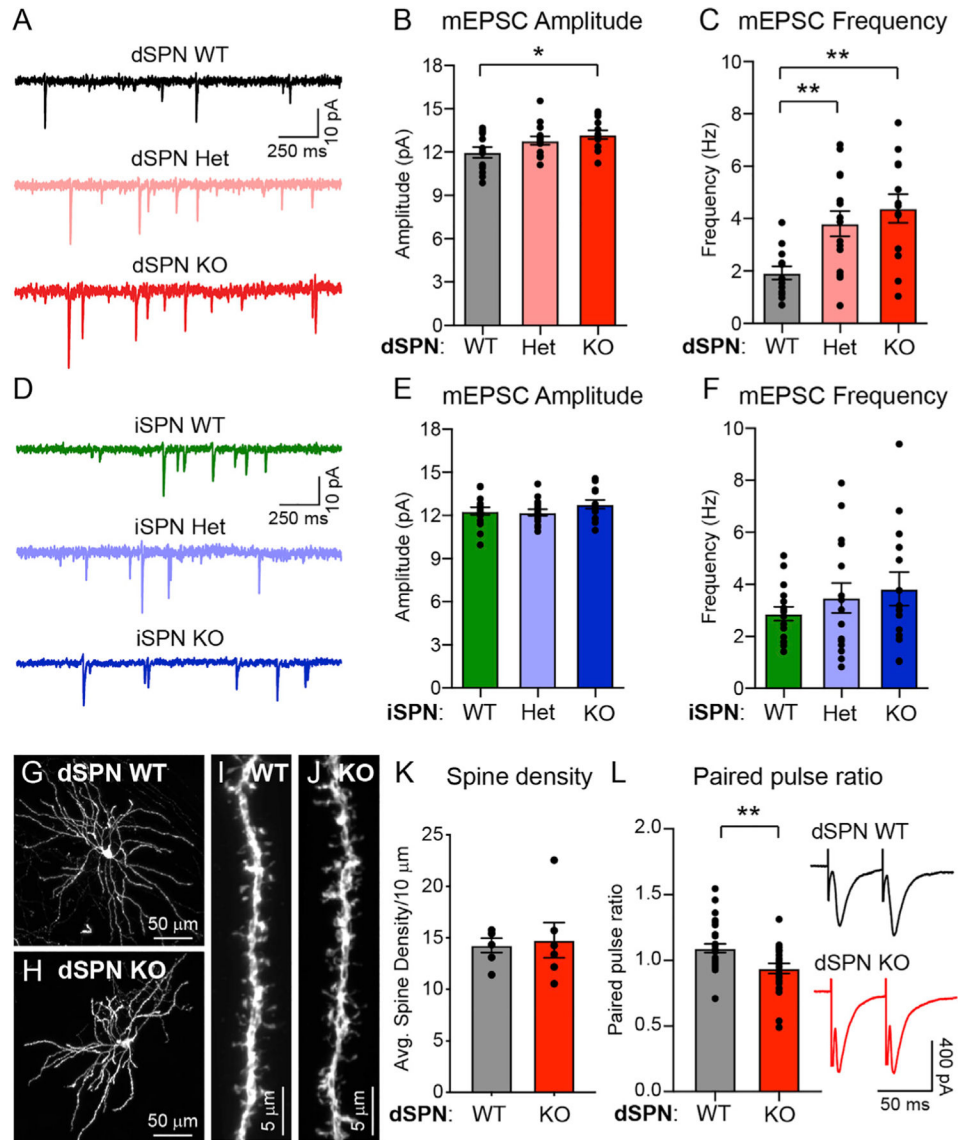 A
dSPN WT
10 pA
250 ms
dSPN Het
dSPN KO
B
mEPSC Amplitude
*
Amplitude (pA)
18
15
12
9
6
3
0
dSPN: WT Het KO
C
mEPSC Frequency
**
**
Frequency (Hz)
10
8
6
4
2
0
dSPN: WT Het KO
D
iSPN WT
10 pA
250 ms
iSPN Het
iSPN KO
E
mEPSC Amplitude
Amplitude (pA)
18
15
12
9
6
3
0
iSPN: WT Het KO
F
mEPSC Frequency
Frequency (Hz)
10
8
6
4
2
0
iSPN: WT Het KO
G dSPN WT
50 μm
H dSPN KO
50 μm
I WT
5 μm
J KO
5 μm
K
Spine density
Avg. Spine Density/10 μm
25
20
15
10
5
0
dSPN: WT KO
L
Paired pulse ratio
**
Paired pulse ratio
2.0
1.5
1.0
0.5
0.0
dSPN: WT KO
dSPN WT
dSPN KO
400 pA
50 ms